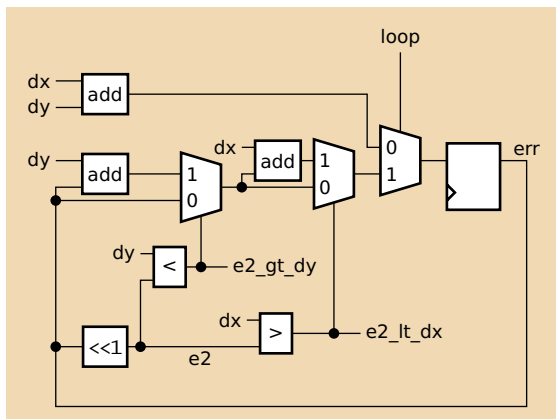 loop
dx
dy
add
0
1
err
dy
add
1
0
dx
add
1
0
dy
<
e2_gt_dy
dx
>
e2_lt_dx
<<1
e2